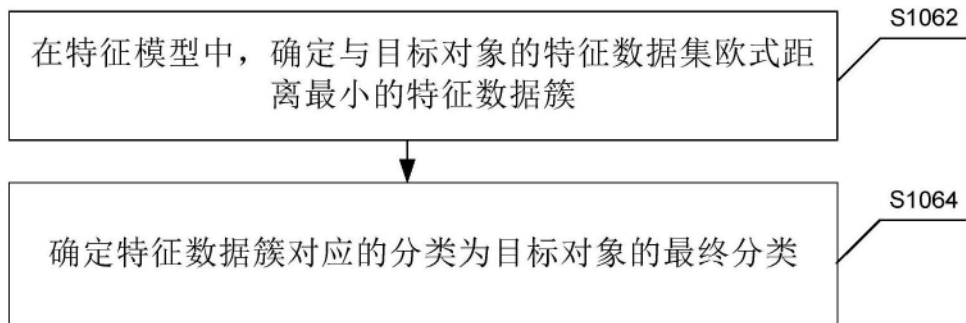 S1062
在特征模型中，确定与目标对象的特征数据集欧式距
离最小的特征数据簇
S1064
确定特征数据簇对应的分类为目标对象的最终分类